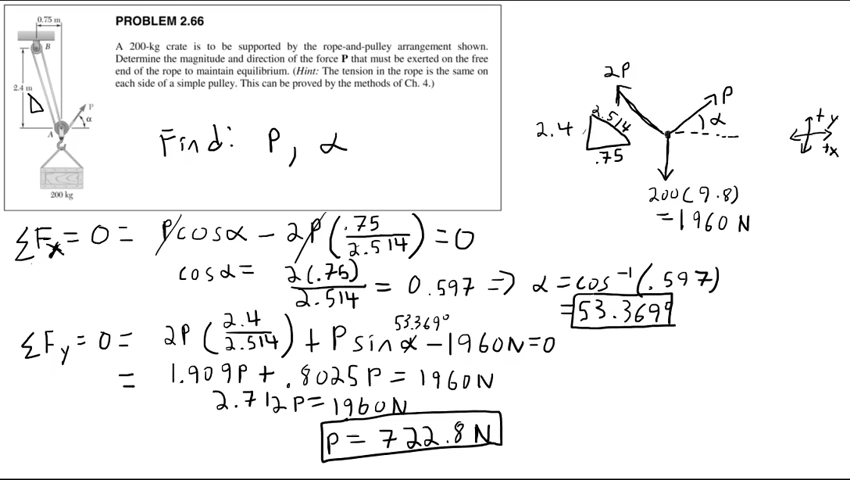 0.75 m
PROBLEM 2.66
B
A 200-kg crate is to be supported by the rope-and-pulley arrangement shown.
Determine the magnitude and direction of the force P that must be exerted on the free
end of the rope to maintain equilibrium. (Hint: The tension in the rope is the same on
each side of a simple pulley. This can be proved by the methods of Ch. 4.)
2.4 m
P
α
A
200 kg
Find: P, α
2P
P
2.514
2.4
.75
α
+y
+x
200(9.8)
=1960 N
ΣFx = 0 = Pcosα - 2P(.75/2.514) = 0
cosα = 2(.75)/2.514 = 0.597 => α = cos⁻¹(.597)
= 53.369°
53.369°
ΣFy = 0 = 2P(2.4/2.514) + P sin α - 1960N = 0
= 1.909P + .8025P = 1960N
2.712P = 1960N
P = 722.8 N